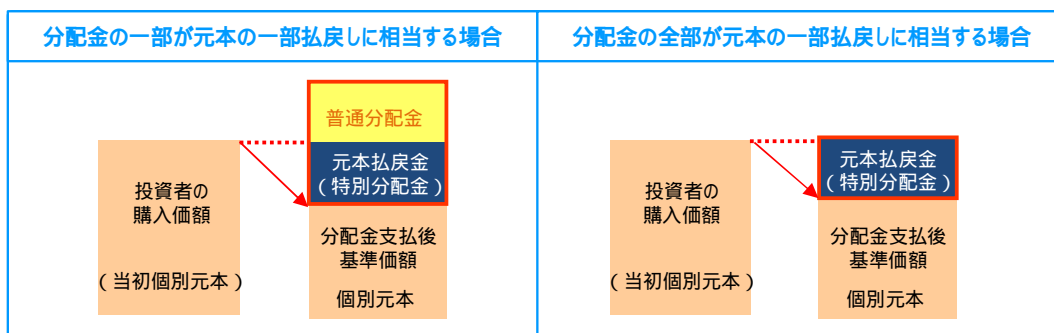 分配金の一部が元本の一部払戻しに相当する場合
普通分配金
元本払戻金
(特別分配金)
投資者の
購入価額
(当初個別元本)
分配金支払後
基準価額
個別元本
分配金の全部が元本の一部払戻しに相当する場合
元本払戻金
(特別分配金)
投資者の
購入価額
(当初個別元本)
分配金支払後
基準価額
個別元本